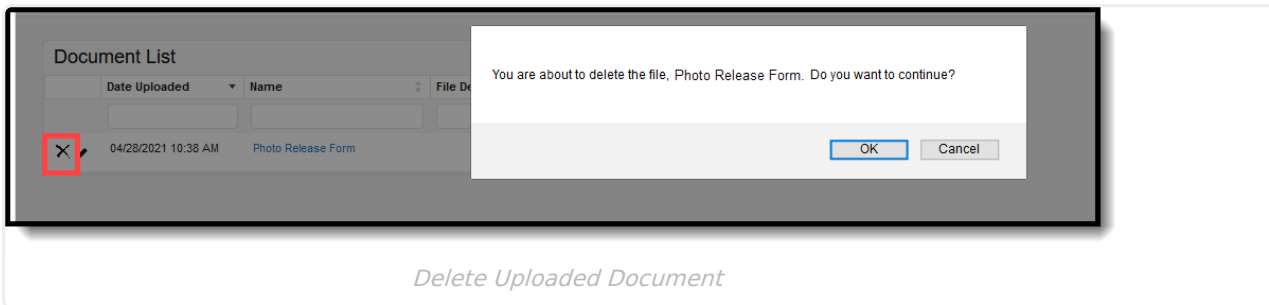 Document List
You are about to delete the file, Photo Release Form. Do you want to continue?
Date Uploaded Name File De
04/28/2021 10:38 AM Photo Release Form
OK Cancel
Delete Uploaded Document